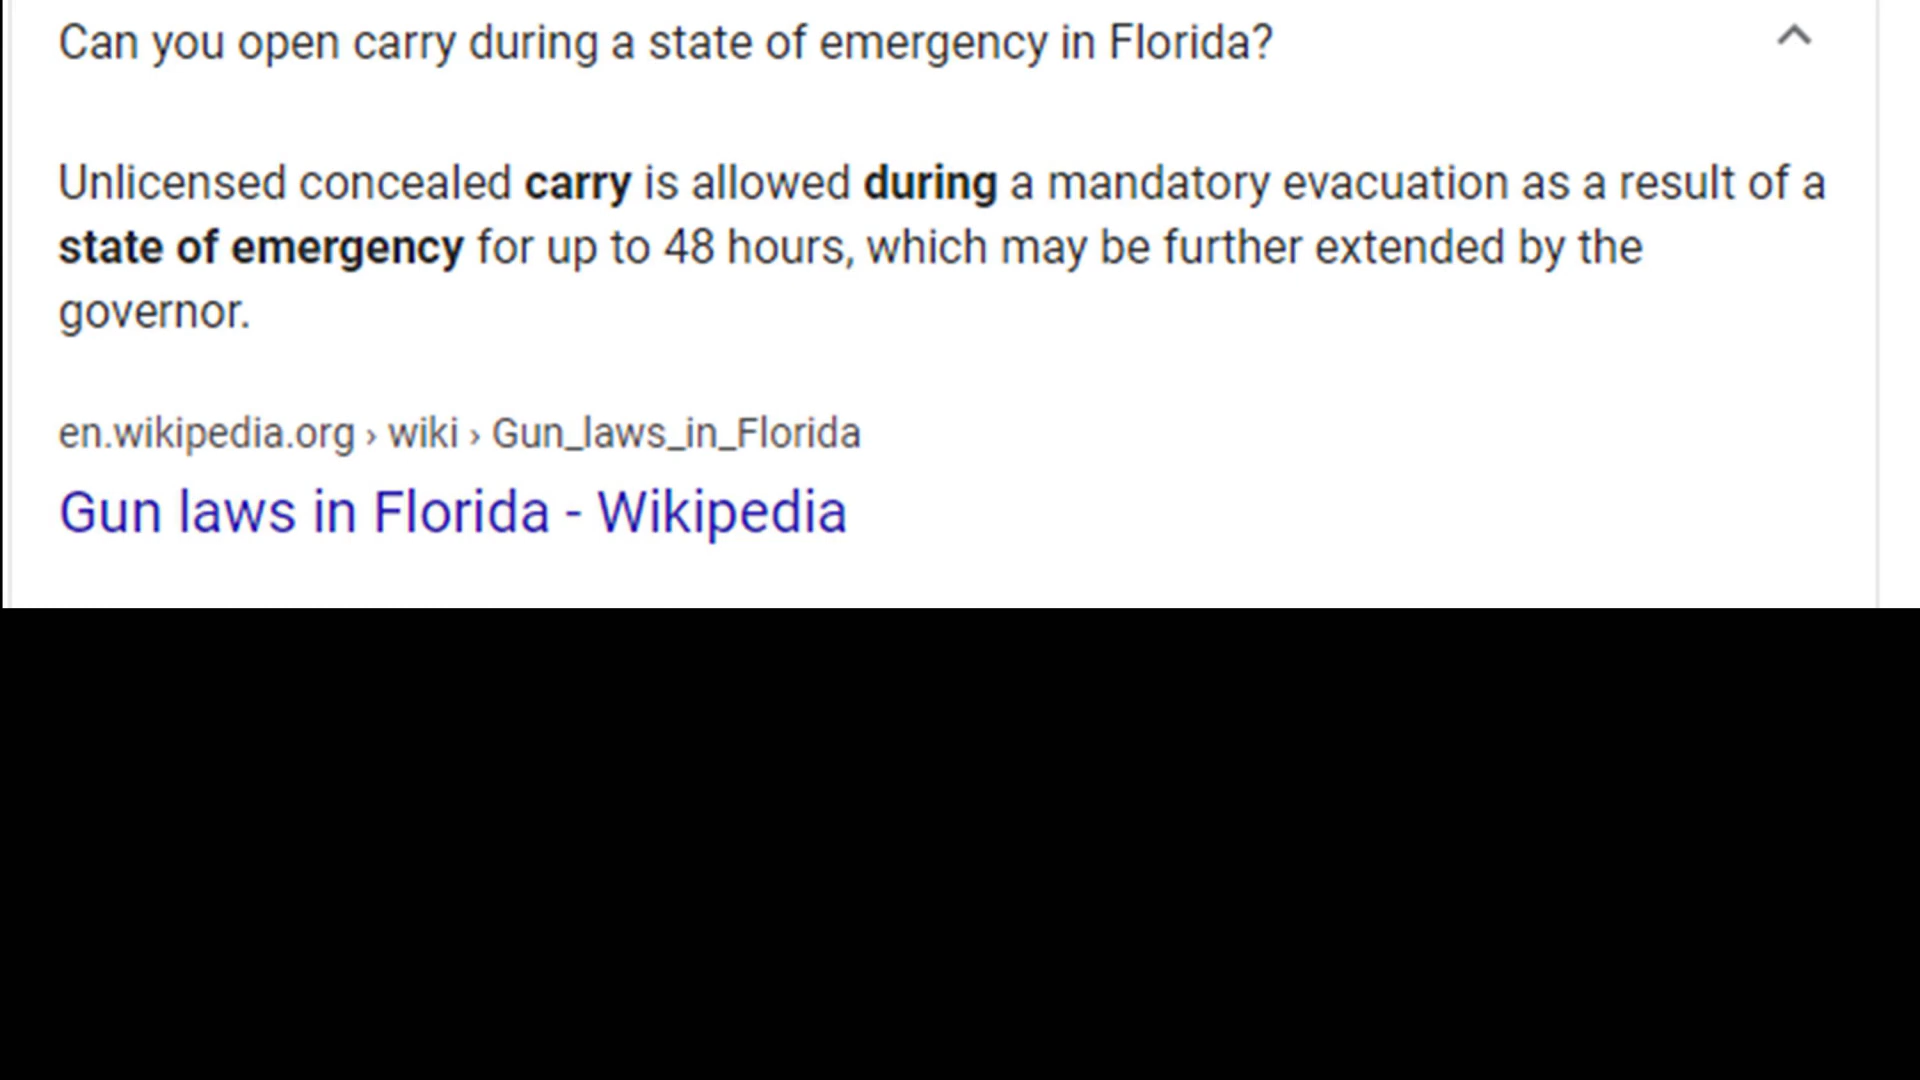 Can you open carry during a state of emergency in Florida?
Unlicensed concealed carry is allowed during a mandatory evacuation as a result of a
state of emergency for up to 48 hours, which may be further extended by the
governor.
en.wikipedia.org › wiki › Gun_laws_in_Florida
Gun laws in Florida - Wikipedia